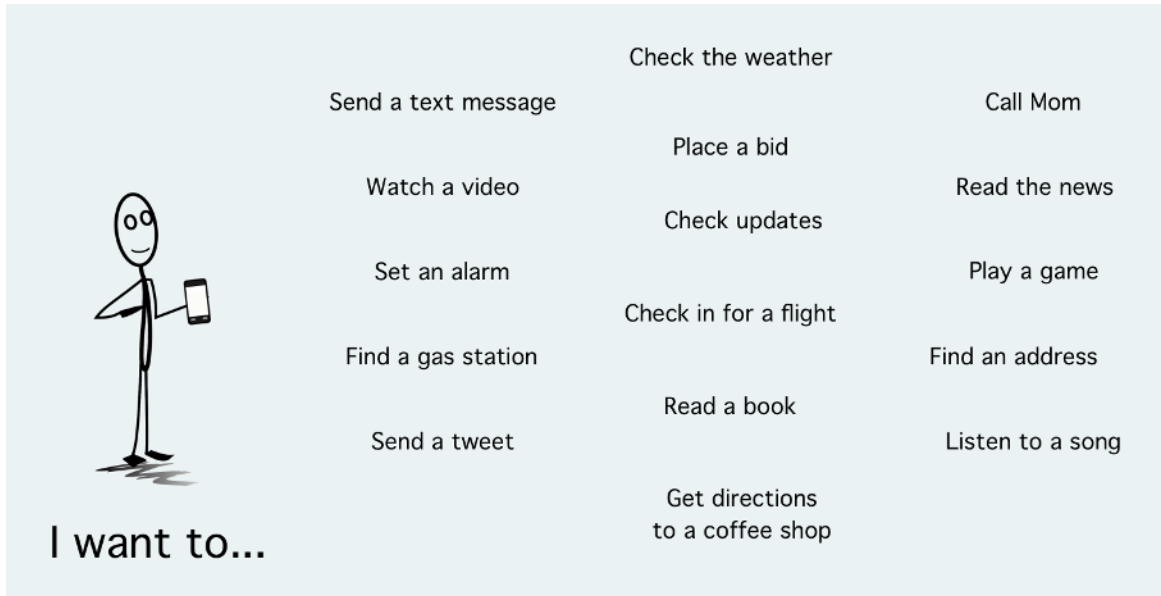 Check the weather
Send a text message
Call Mom
Place a bid
Watch a video
Read the news
Check updates
Set an alarm
Play a game
Check in for a flight
Find a gas station
Find an address
Read a book
Send a tweet
Listen to a song
Get directions
to a coffee shop
I want to...